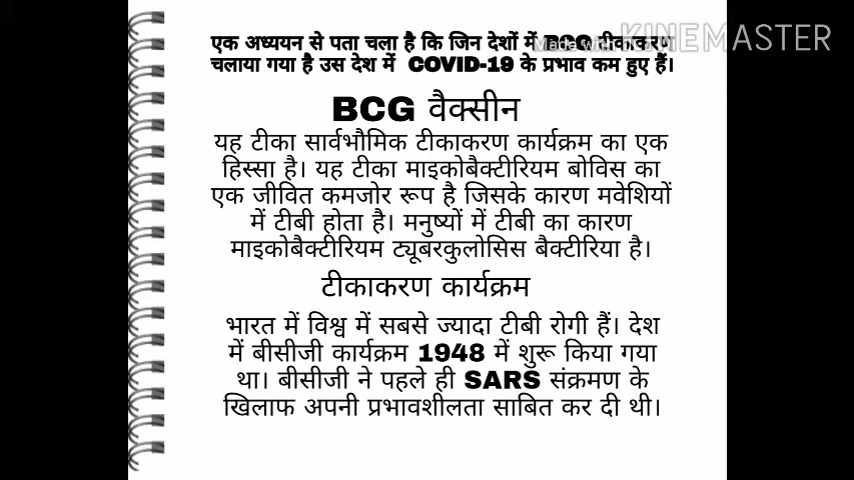 एक अध्ययन से पता चला है कि जिन देशों में BCG टीकाकरण
Made with KINEMASTER
चलाया गया है उस देश में COVID-19 के प्रभाव कम हुए हैं।
BCG वैक्सीन
यह टीका सार्वभौमिक टीकाकरण कार्यक्रम का एक
हिस्सा है। यह टीका माइकोबैक्टीरियम बोविस का
एक जीवित कमजोर रूप है जिसके कारण मवेशियों
में टीबी होता है। मनुष्यों में टीबी का कारण
माइकोबैक्टीरियम ट्यूबरकुलोसिस बैक्टीरिया है।
टीकाकरण कार्यक्रम
भारत में विश्व में सबसे ज्यादा टीबी रोगी हैं। देश
में बीसीजी कार्यक्रम 1948 में शुरू किया गया
था। बीसीजी ने पहले ही SARS संक्रमण के
खिलाफ अपनी प्रभावशीलता साबित कर दी थी।